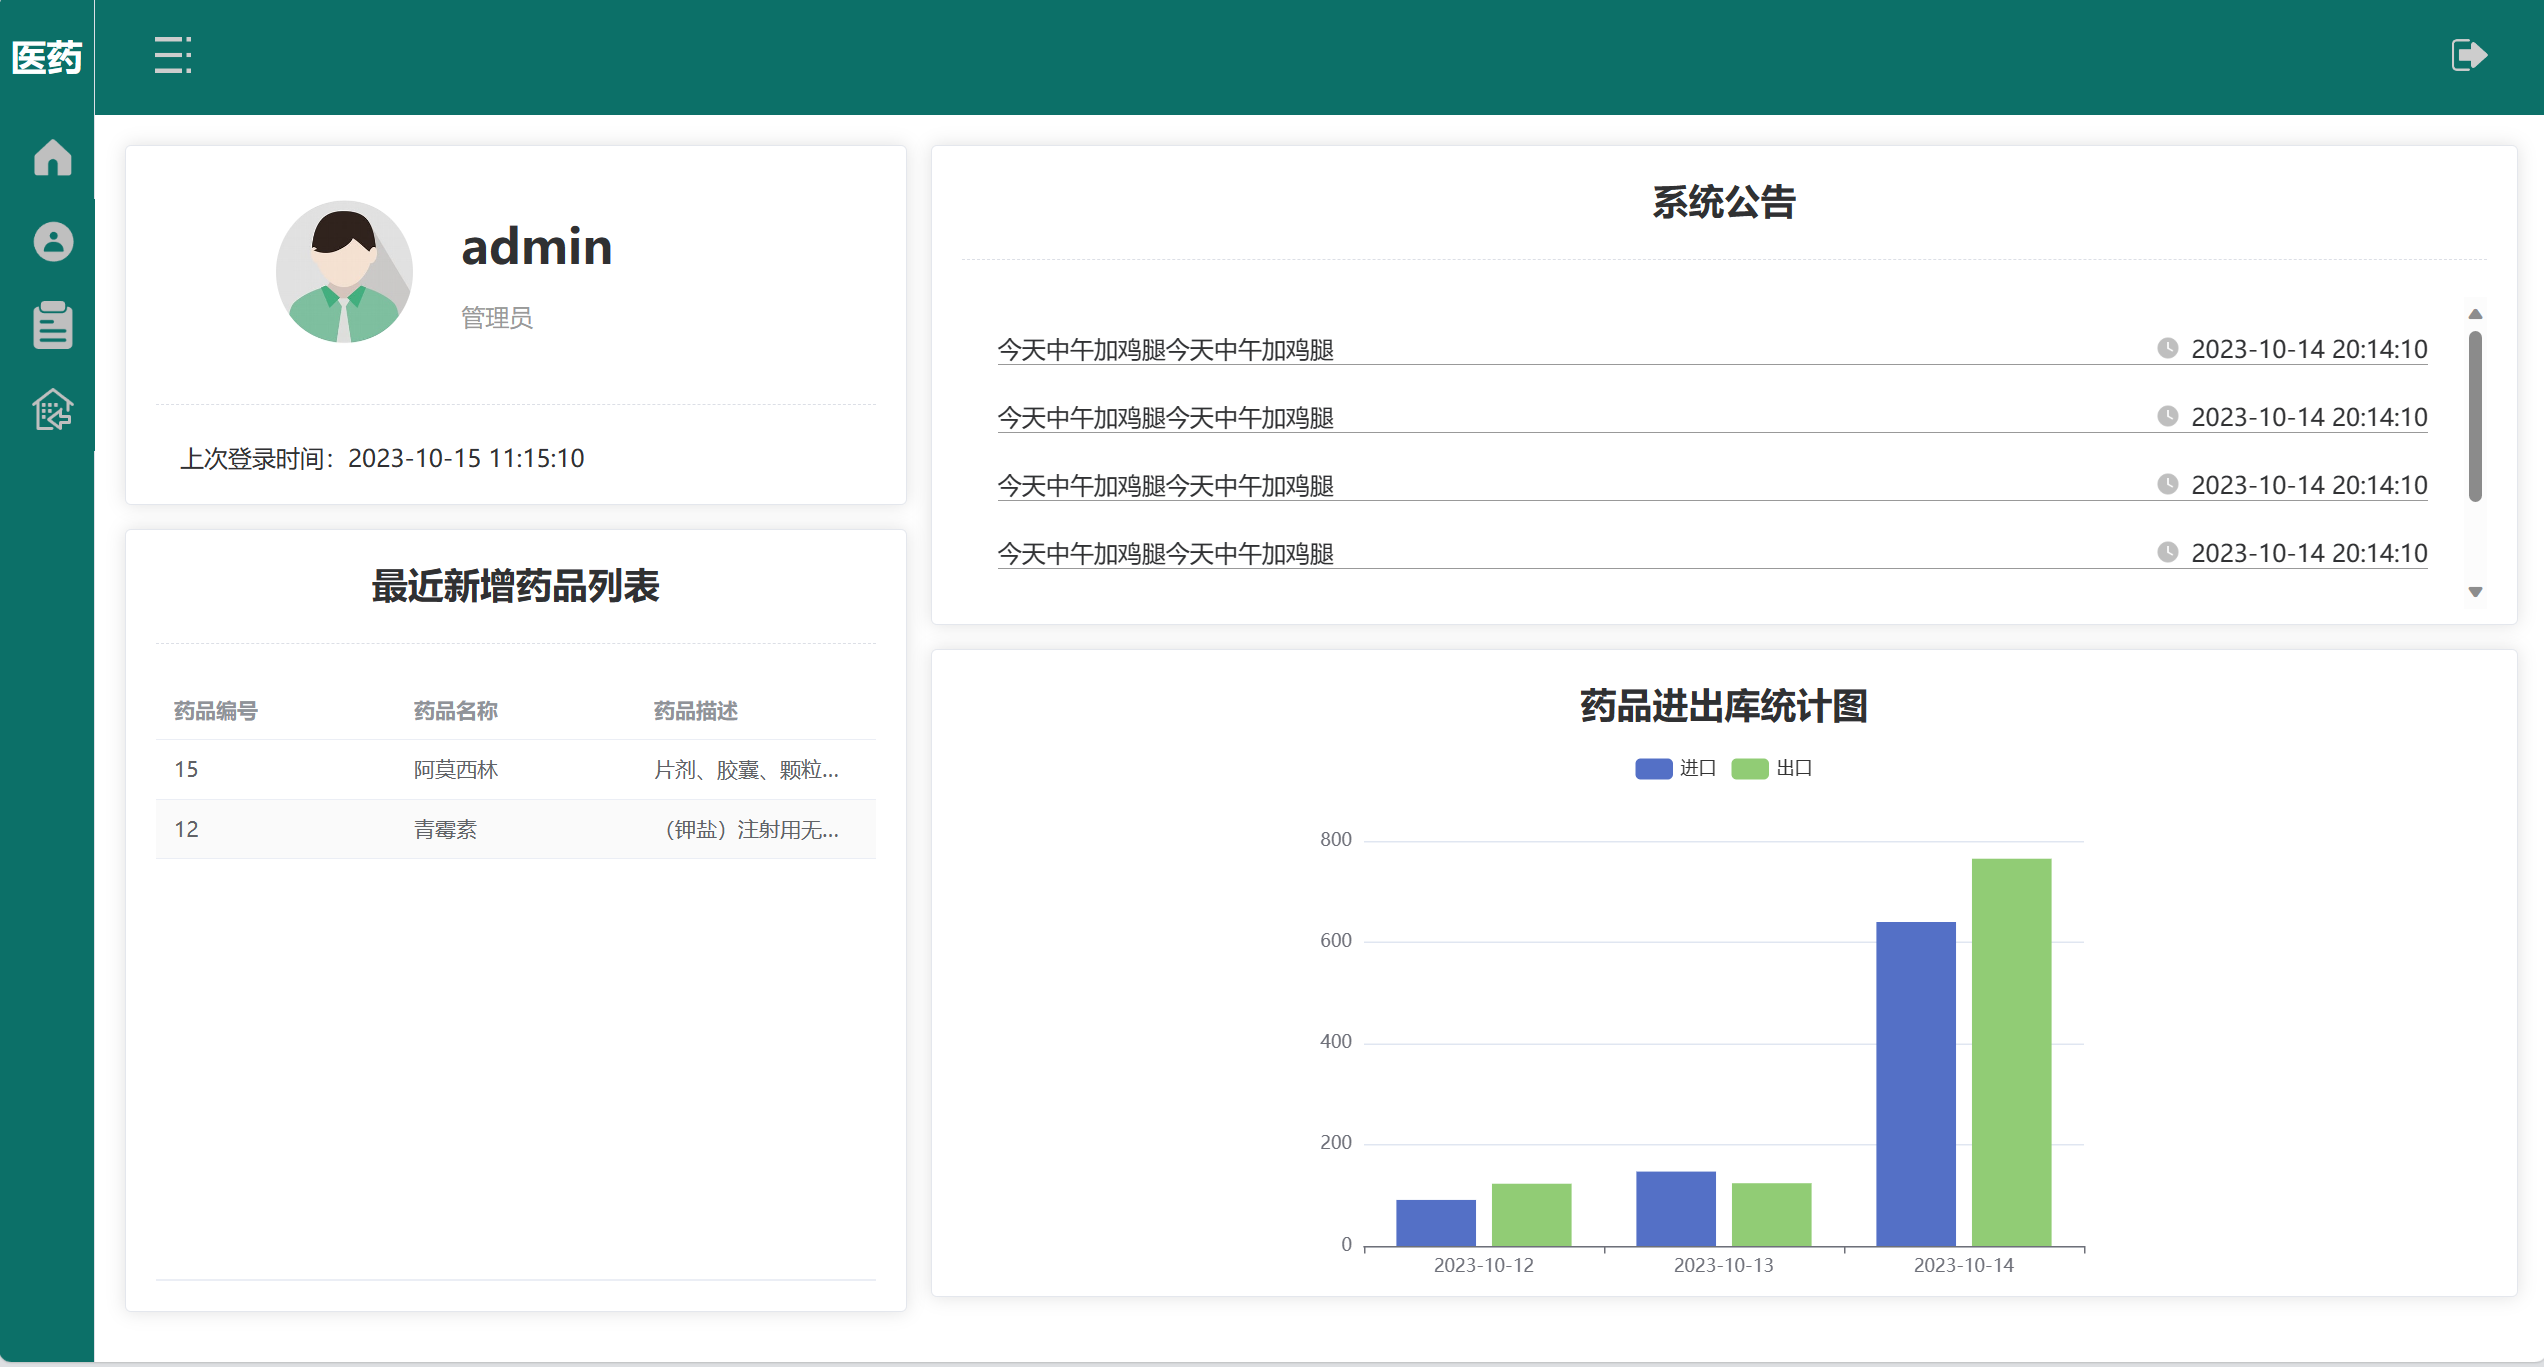 医药
admin
管理员
上次登录时间：2023-10-15 11:15:10
最近新增药品列表
药品编号 药品名称 药品描述
15 阿莫西林 片剂、胶囊、颗粒...
12 青霉素 （钾盐）注射用无...
系统公告
今天中午加鸡腿今天中午加鸡腿 2023-10-14 20:14:10
今天中午加鸡腿今天中午加鸡腿 2023-10-14 20:14:10
今天中午加鸡腿今天中午加鸡腿 2023-10-14 20:14:10
今天中午加鸡腿今天中午加鸡腿 2023-10-14 20:14:10
药品进出库统计图
进口 出口
800
600
400
200
0
2023-10-12 2023-10-13 2023-10-14